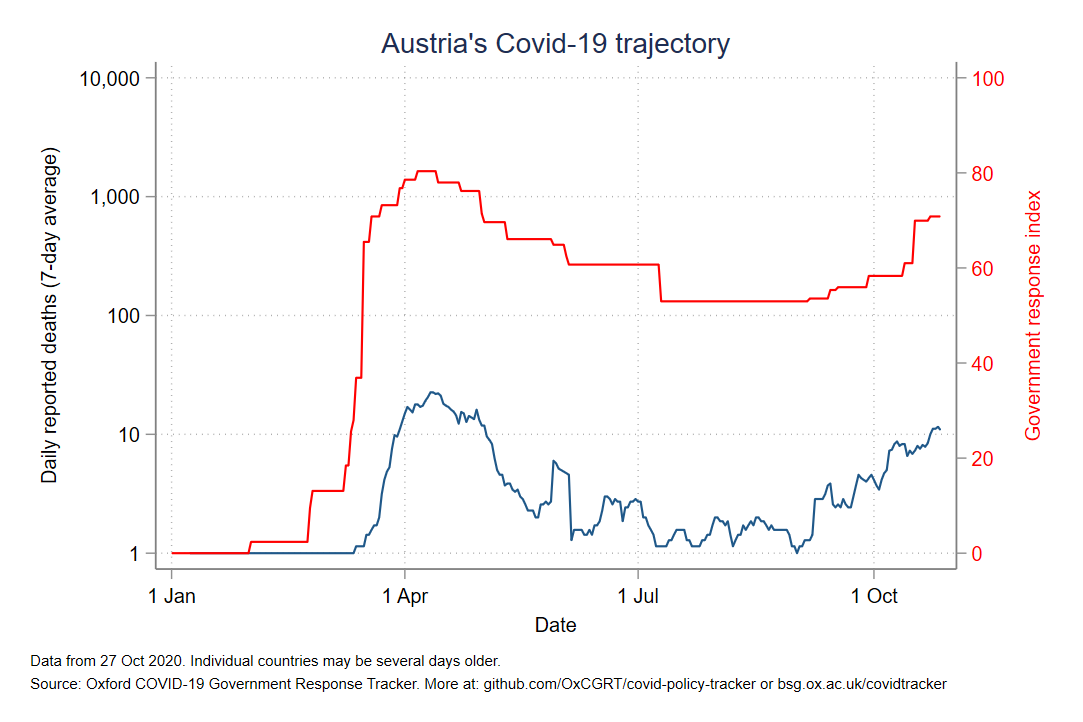 Austria's Covid-19 trajectory
10,000
1,000
100
10
1
Daily reported deaths (7-day average)
100
80
60
40
20
0
Government response index
1 Jan
1 Apr
1 Jul
1 Oct
Date
Data from 27 Oct 2020. Individual countries may be several days older.
Source: Oxford COVID-19 Government Response Tracker. More at: github.com/OxCGRT/covid-policy-tracker or bsg.ox.ac.uk/covidtracker